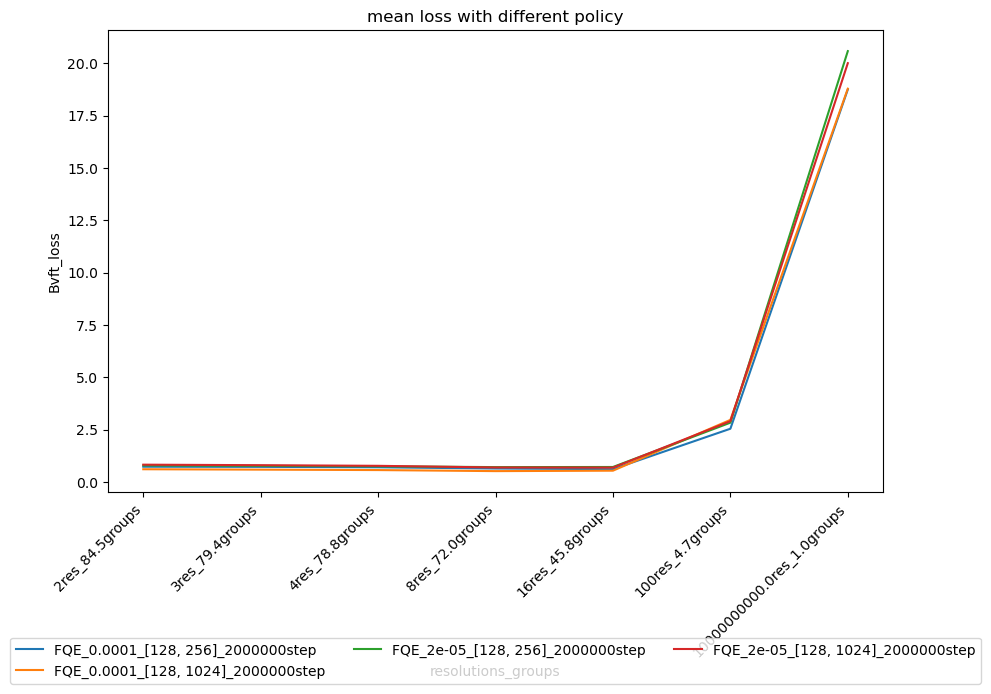 mean loss with different policy
Bvft_loss
20.0
17.5
15.0
12.5
10.0
7.5
5.0
2.5
0.0
2res_84.5groups
3res_79.4groups
4res_78.8groups
8res_72.0groups
16res_45.8groups
100res_4.7groups
00000000.0res_1.0groups
resolutions_groups
FQE_0.0001_[128, 256]_2000000step
FQE_0.0001_[128, 1024]_2000000step
FQE_2e-05_[128, 256]_2000000step
FQE_2e-05_[128, 1024]_2000000step